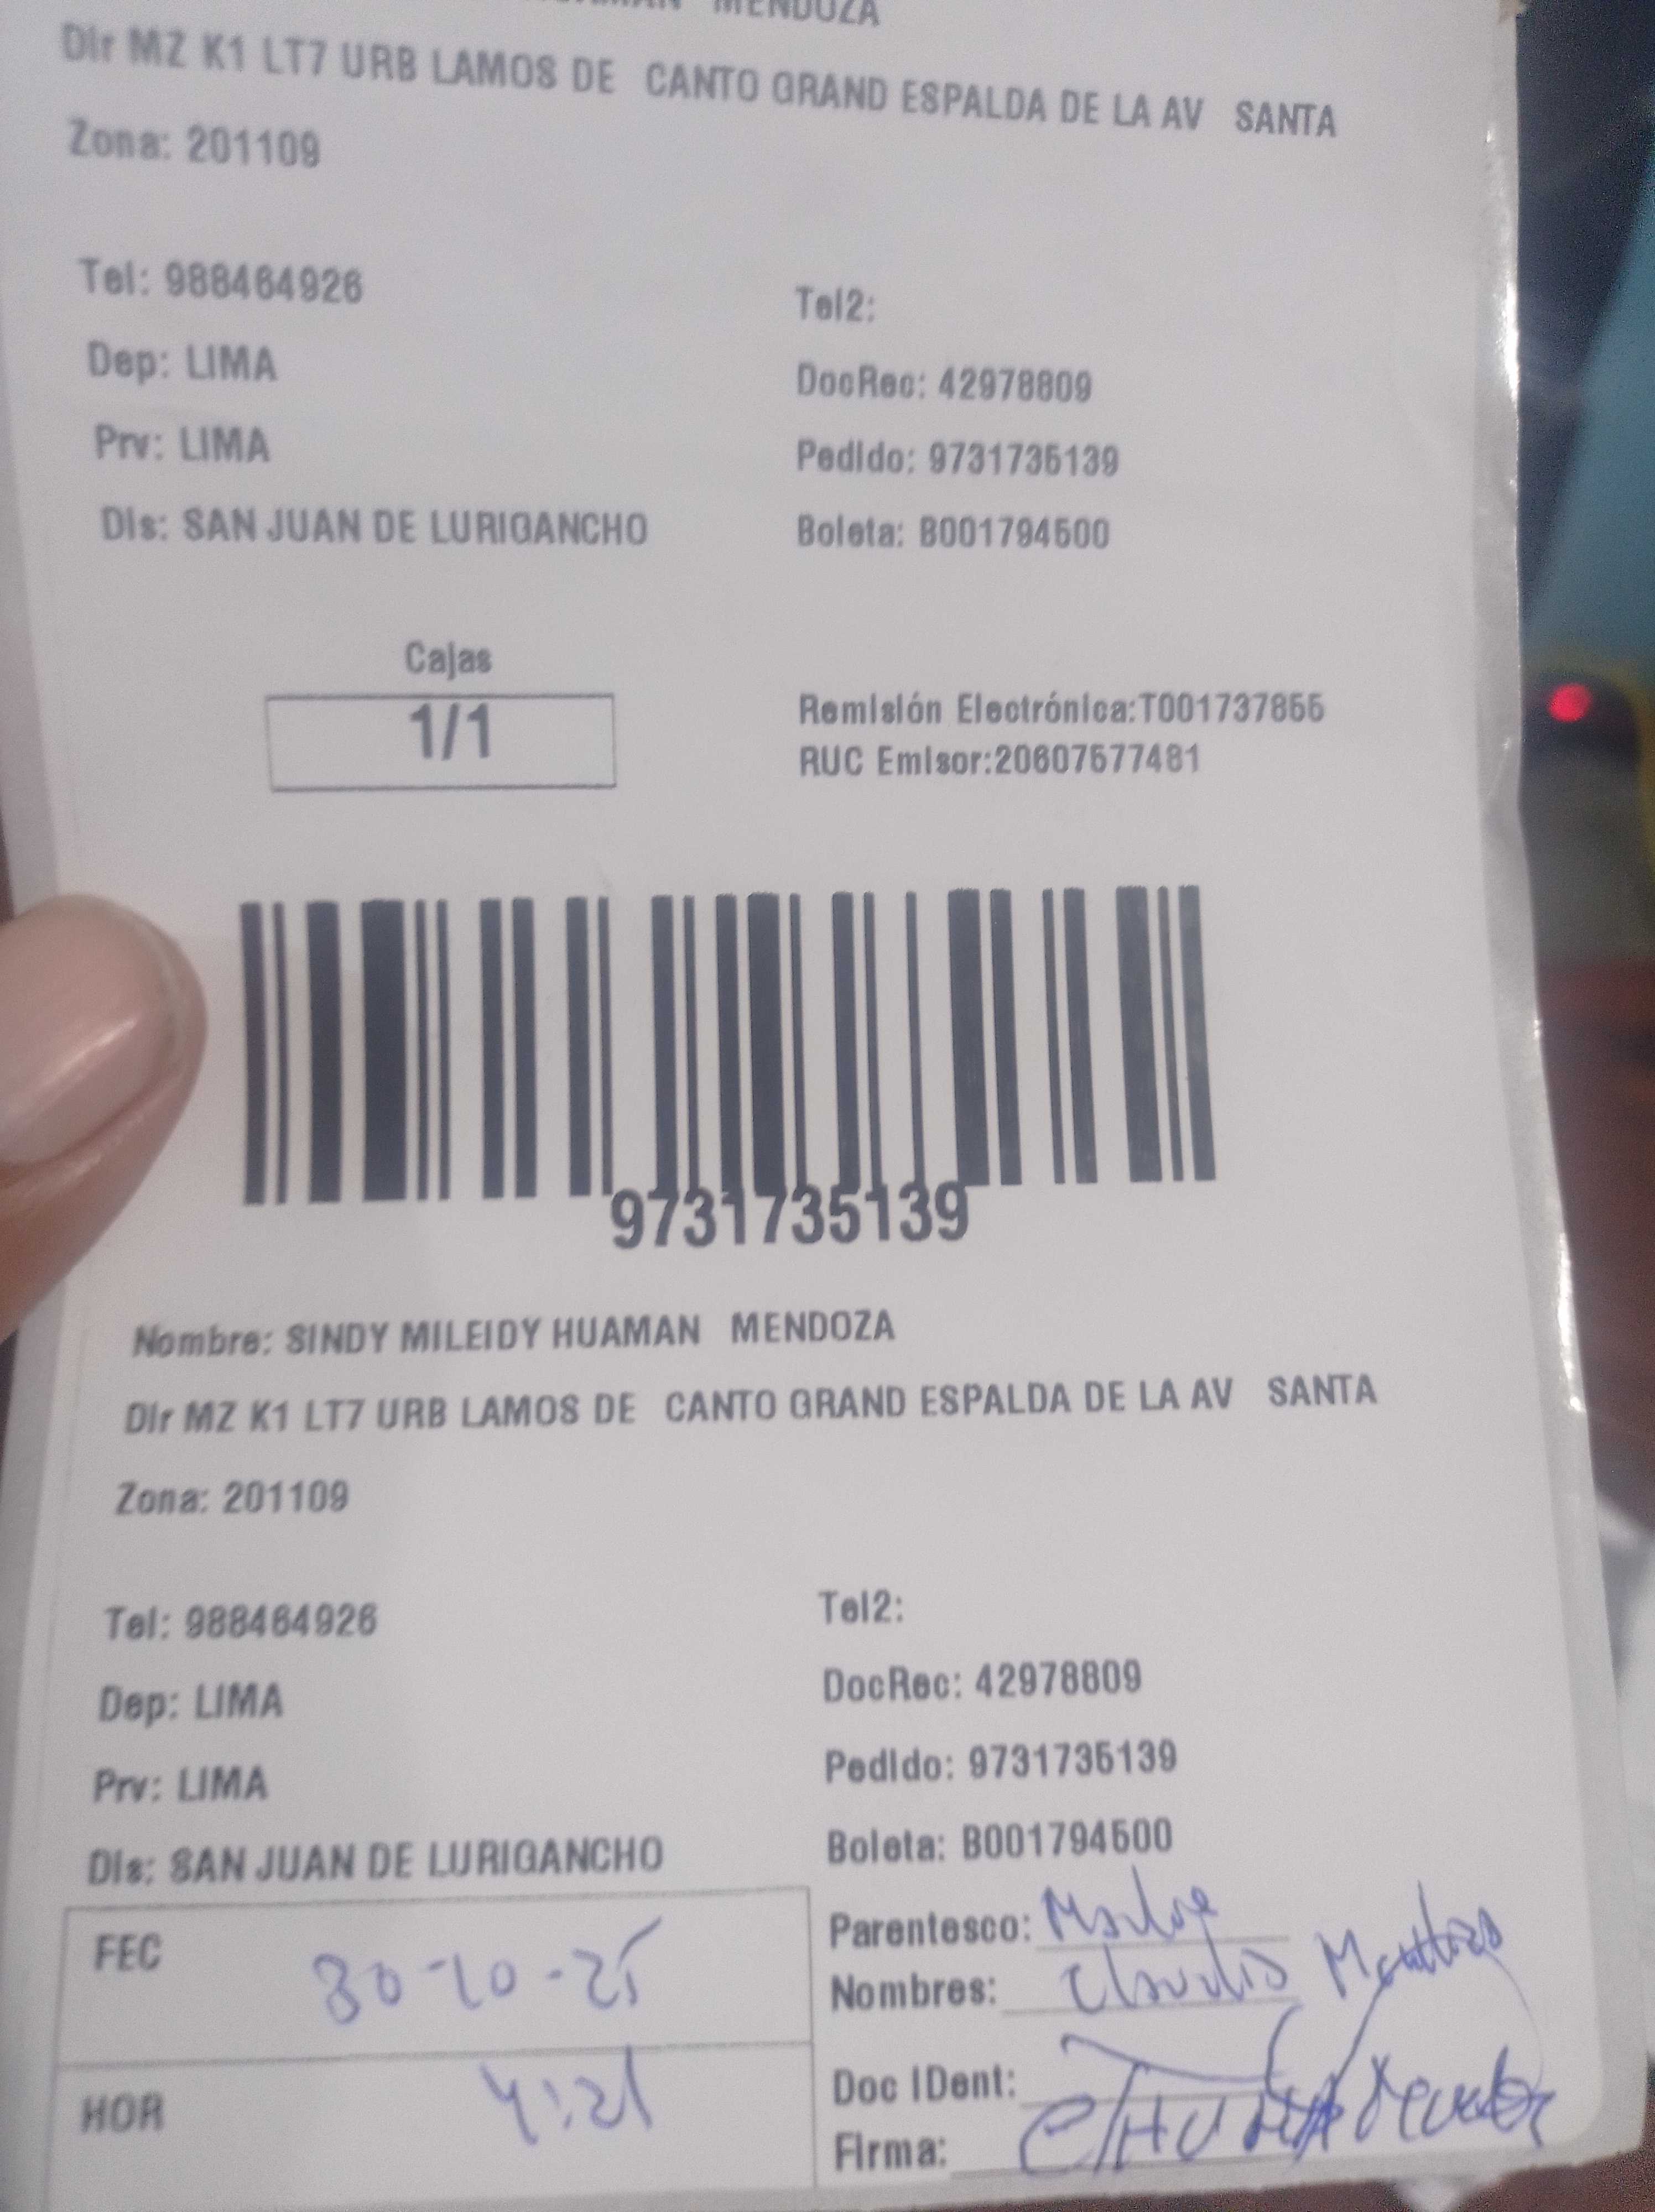 MENDOZA
Dir MZ K1 LT7 URB LAMOS DE CANTO GRAND ESPALDA DE LA AV SANTA
Zona: 201109
Tel: 988464926
Tel2:
Dep: LIMA
DocRec: 42978809
Prv: LIMA
Pedido: 9731735139
Dis: SAN JUAN DE LURIGANCHO
Boleta: B001794500
Cajas
1/1
Remisión Electrónica:T001737855
RUC Emisor:20607577481
9731735139
Nombre: SINDY MILEIDY HUAMAN MENDOZA
Dir MZ K1 LT7 URB LAMOS DE CANTO GRAND ESPALDA DE LA AV SANTA
Zona: 201109
Tel: 988464926
Tel2:
Dep: LIMA
DocRec: 42978809
Prv: LIMA
Pedido: 9731735139
Dis: SAN JUAN DE LURIGANCHO
Boleta: B001794500
FEC 30-10-25
HOR 4:21
Parentesco: Madre
Nombres:
Doc IDent:
Firma: